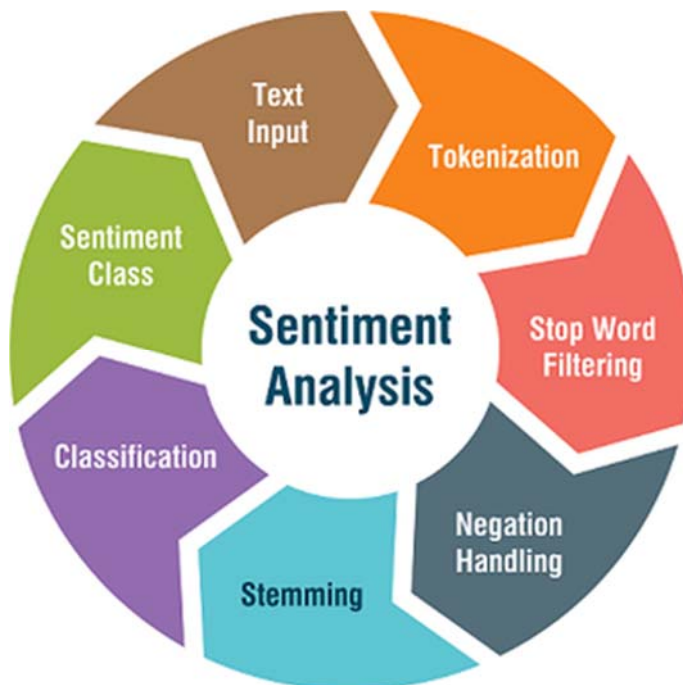 Text
Input
Tokenization
Stop Word
Filtering
Negation
Handling
Stemming
Classification
Sentiment
Class
Sentiment
Analysis